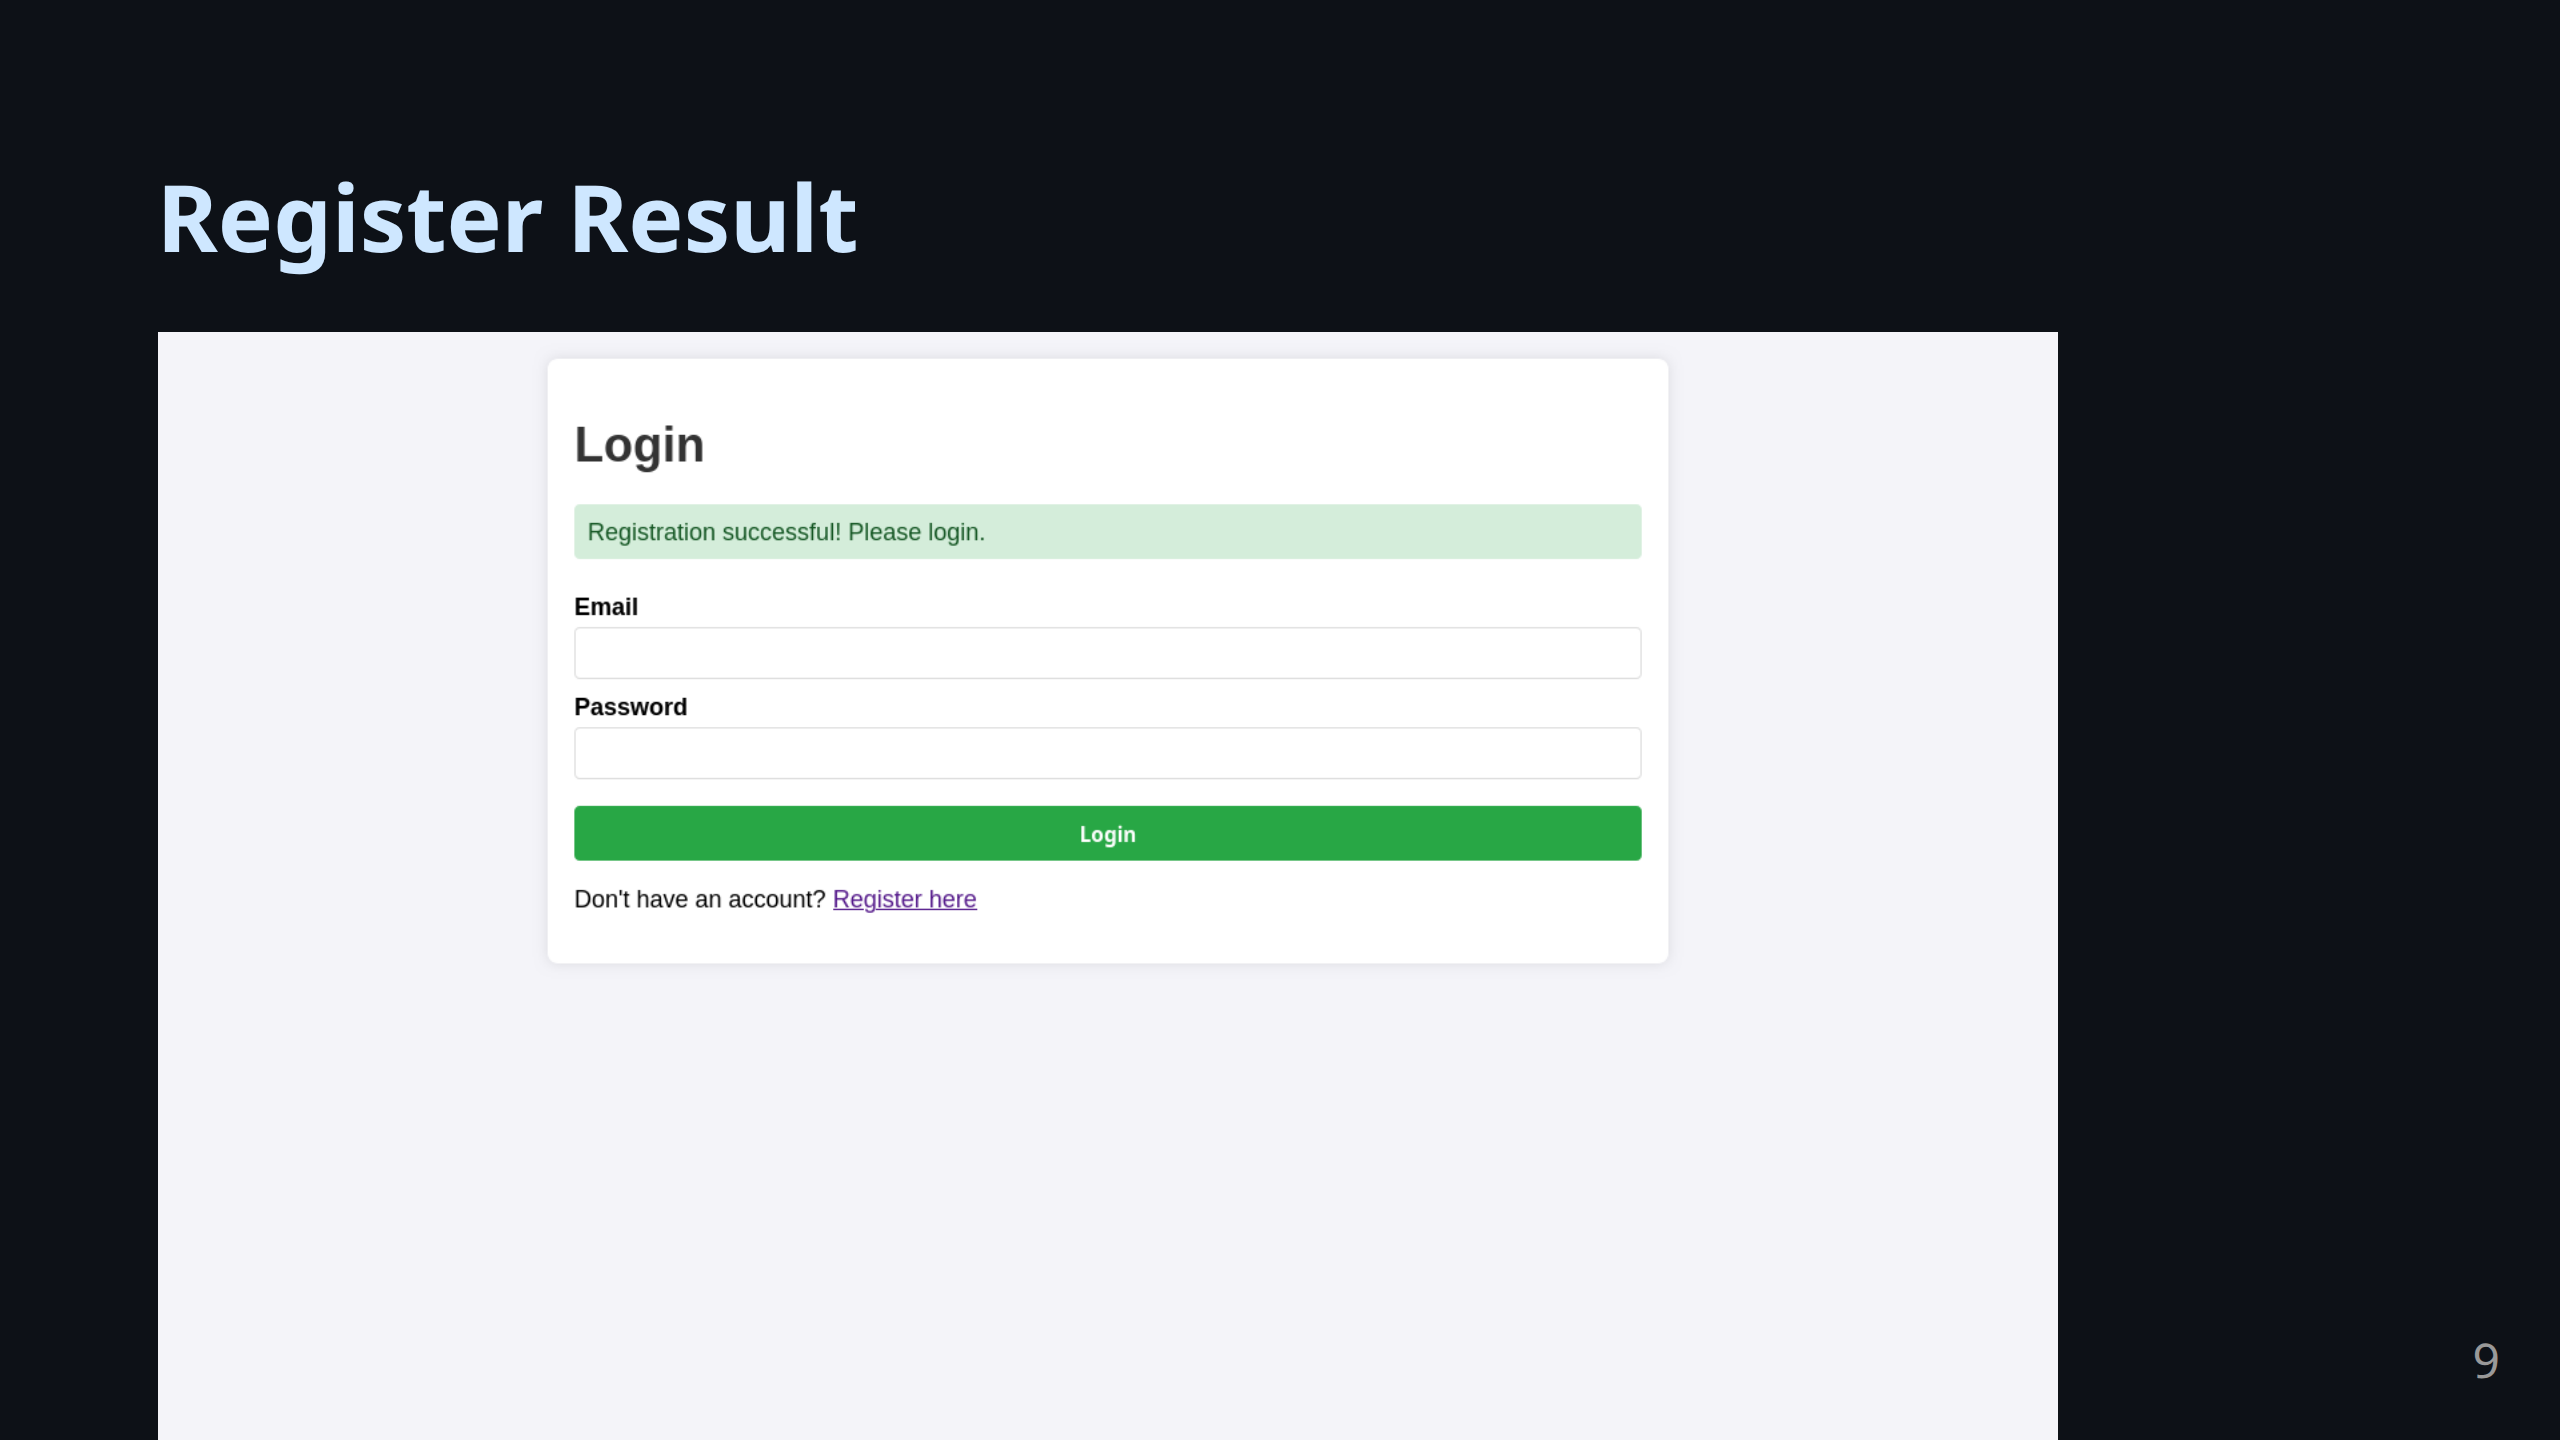 Register Result
Login
Registration successful! Please login.
Email
Password
Login
Don't have an account? Register here
9